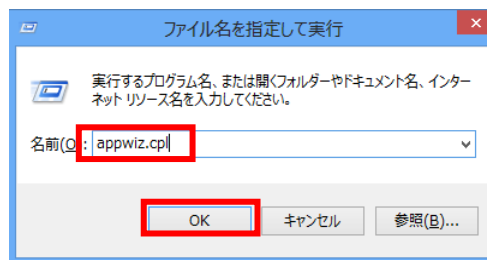 ファイル名を指定して実行
実行するプログラム名、または開くフォルダーやドキュメント名、インター
ネット リソース名を入力してください。
名前(O): appwiz.cpl
OK キャンセル 参照(B)...